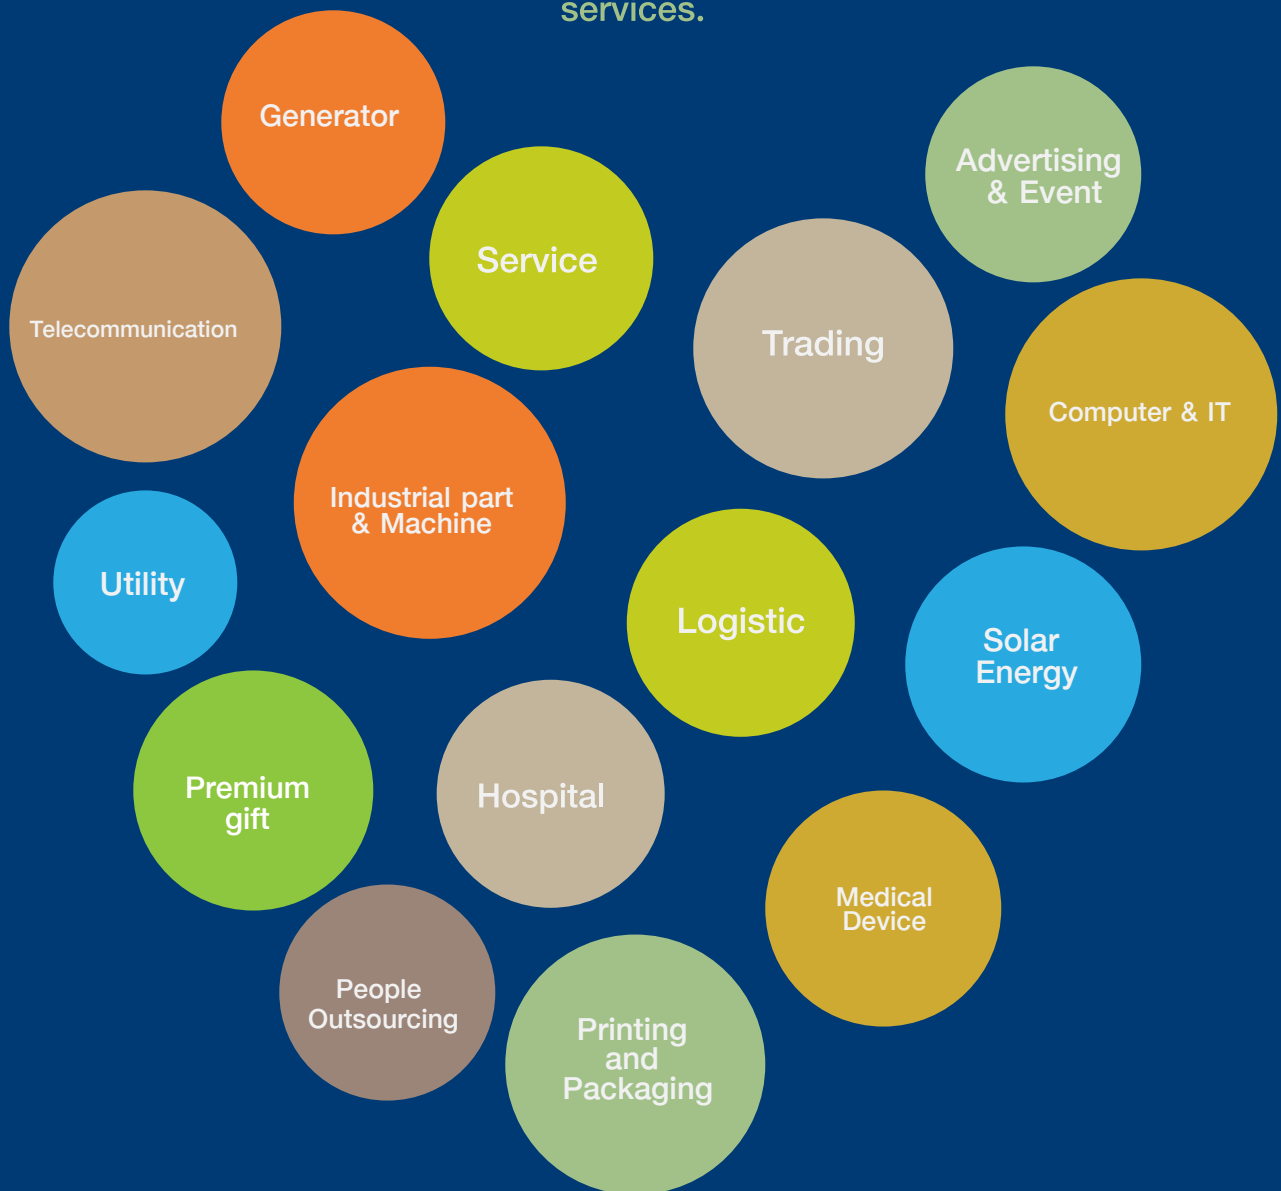 services.
Generator
Advertising
& Event
Service
Telecommunication
Trading
Computer & IT
Industrial part
& Machine
Utility
Logistic
Solar
Energy
Premium
gift
Hospital
Medical
Device
People
Outsourcing
Printing
and
Packaging